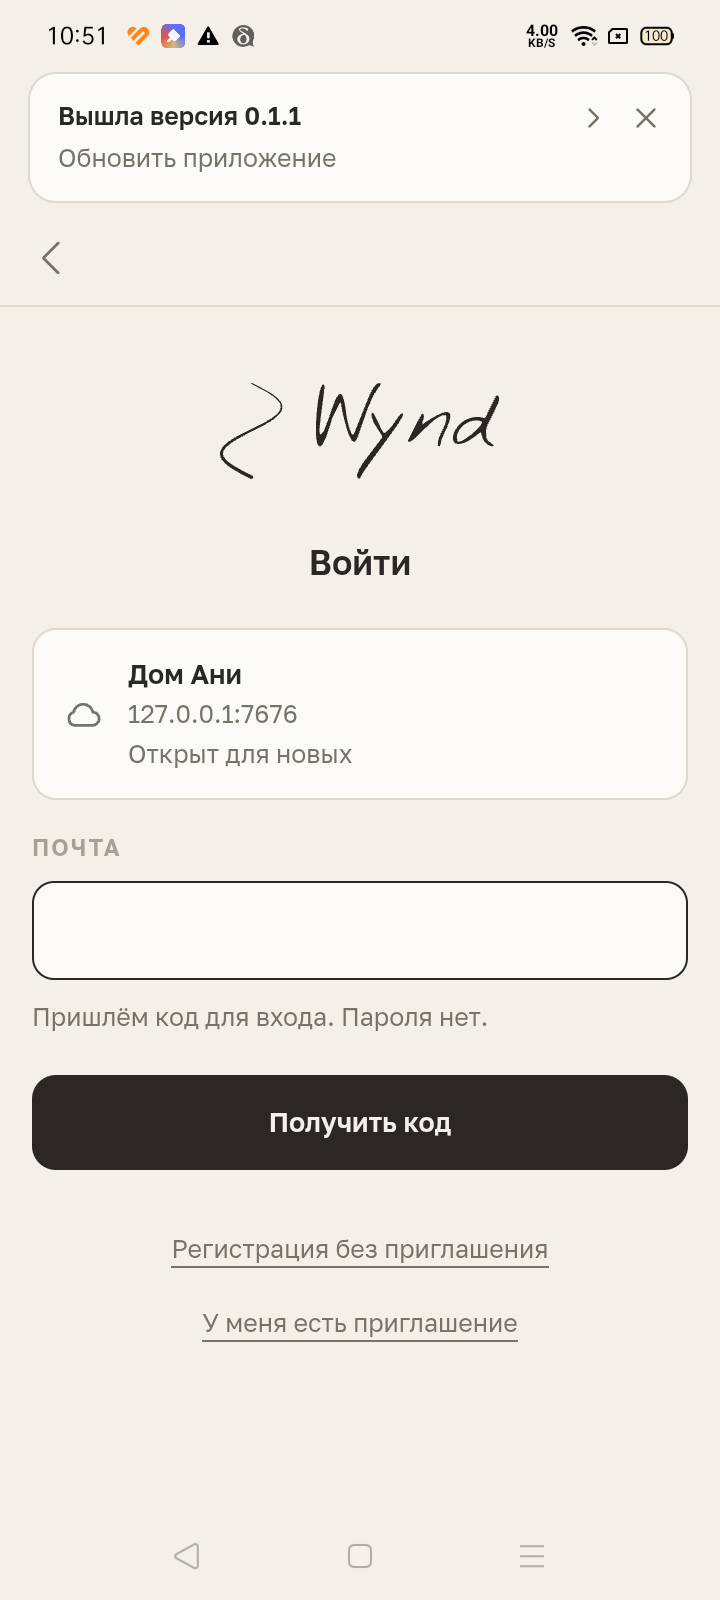 10:51
4.00
KB/S
100
Вышла версия 0.1.1
Обновить приложение
Wynd
Войти
Дом Ани
127.0.0.1:7676
Открыт для новых
ПОЧТА
Пришлём код для входа. Пароля нет.
Получить код
Регистрация без приглашения
У меня есть приглашение